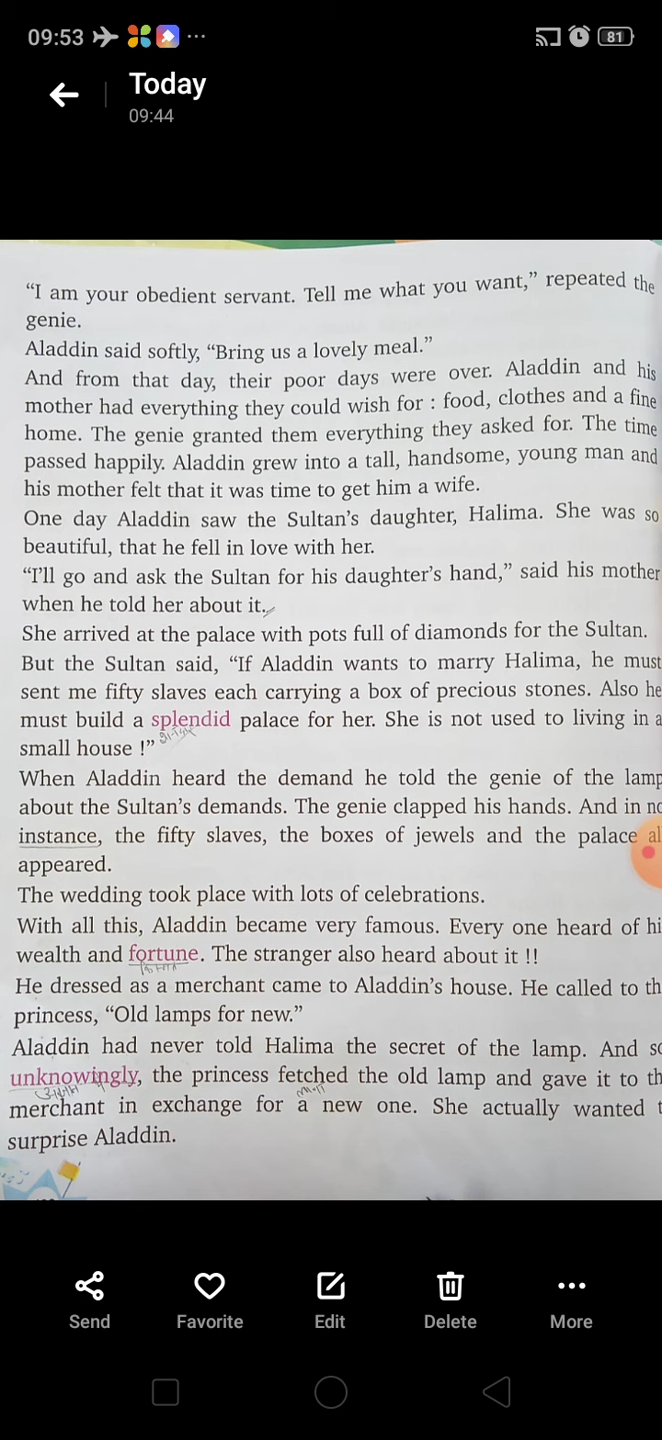 09:53
81
Today
09:44
“I am your obedient servant. Tell me what you want,” repeated the
genie.
Aladdin said softly, “Bring us a lovely meal.”
And from that day, their poor days were over. Aladdin and his
mother had everything they could wish for : food, clothes and a fine
home. The genie granted them everything they asked for. The time
passed happily. Aladdin grew into a tall, handsome, young man and
his mother felt that it was time to get him a wife.
One day Aladdin saw the Sultan’s daughter, Halima. She was so
beautiful, that he fell in love with her.
“I’ll go and ask the Sultan for his daughter’s hand,” said his mother
when he told her about it.
She arrived at the palace with pots full of diamonds for the Sultan.
But the Sultan said, “If Aladdin wants to marry Halima, he must
sent me fifty slaves each carrying a box of precious stones. Also he
must build a splendid palace for her. She is not used to living in a
small house !”
When Aladdin heard the demand he told the genie of the lamp
about the Sultan’s demands. The genie clapped his hands. And in no
instance, the fifty slaves, the boxes of jewels and the palace al
appeared.
The wedding took place with lots of celebrations.
With all this, Aladdin became very famous. Every one heard of hi
wealth and fortune. The stranger also heard about it !!
He dressed as a merchant came to Aladdin’s house. He called to th
princess, “Old lamps for new.”
Aladdin had never told Halima the secret of the lamp. And so
unknowingly, the princess fetched the old lamp and gave it to th
merchant in exchange for a new one. She actually wanted t
surprise Aladdin.
Send Favorite Edit Delete More